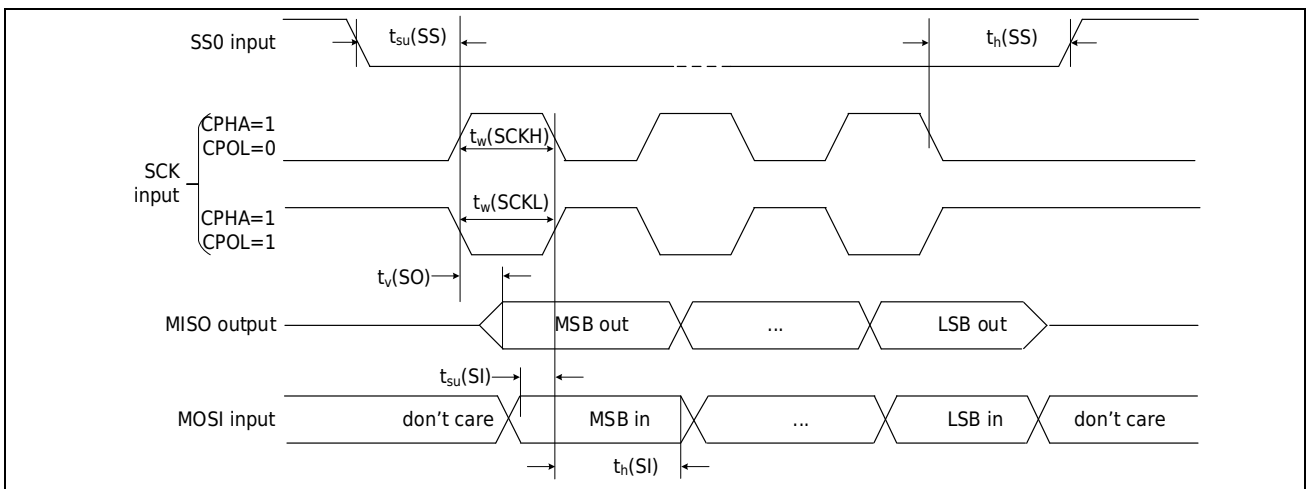 SS0 input
tsu(SS)
th(SS)
CPHA=1
CPOL=0
tw(SCKH)
SCK
input
tw(SCKL)
CPHA=1
CPOL=1
tv(SO)
MISO output
MSB out
...
LSB out
tsu(SI)
MOSI input
don't care
MSB in
...
LSB in
don't care
th(SI)